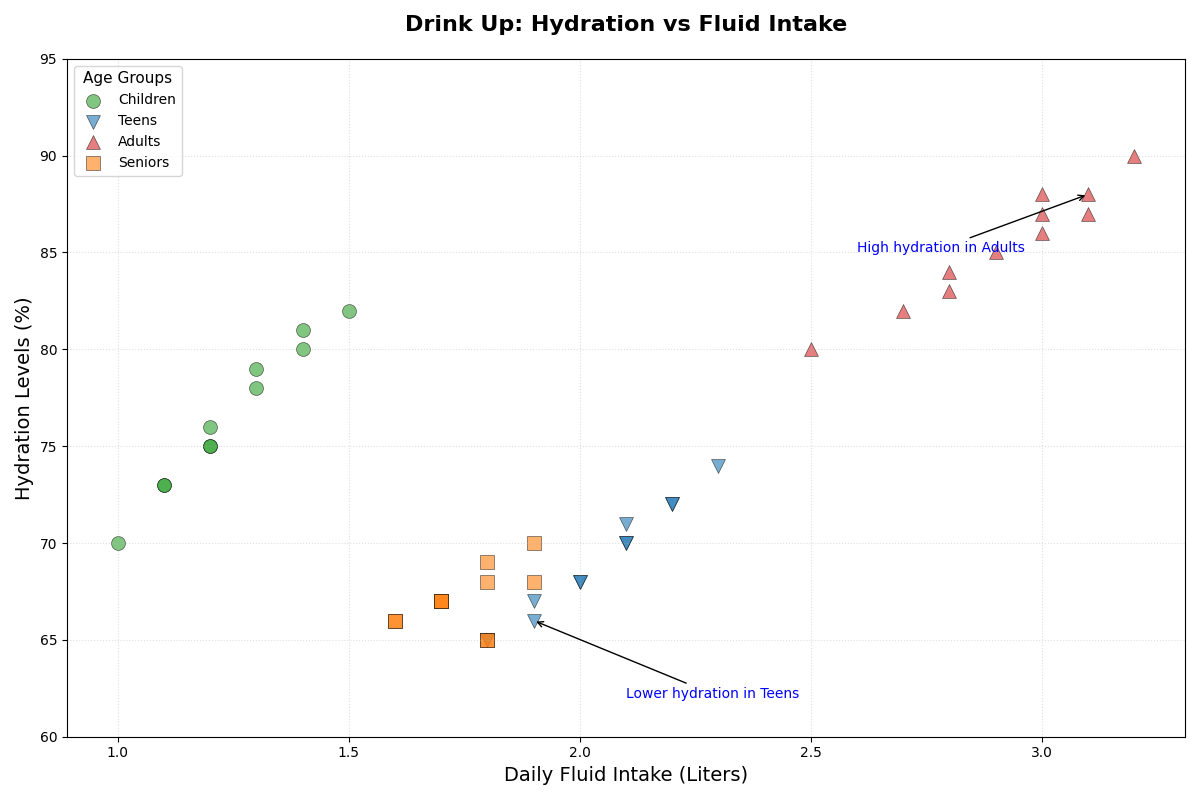 Drink Up: Hydration vs Fluid Intake
Hydration Levels (%)
95
90
85
80
75
70
65
60
Age Groups
Children
Teens
Adults
Seniors
High hydration in Adults
Lower hydration in Teens
1.0 1.5 2.0 2.5 3.0
Daily Fluid Intake (Liters)